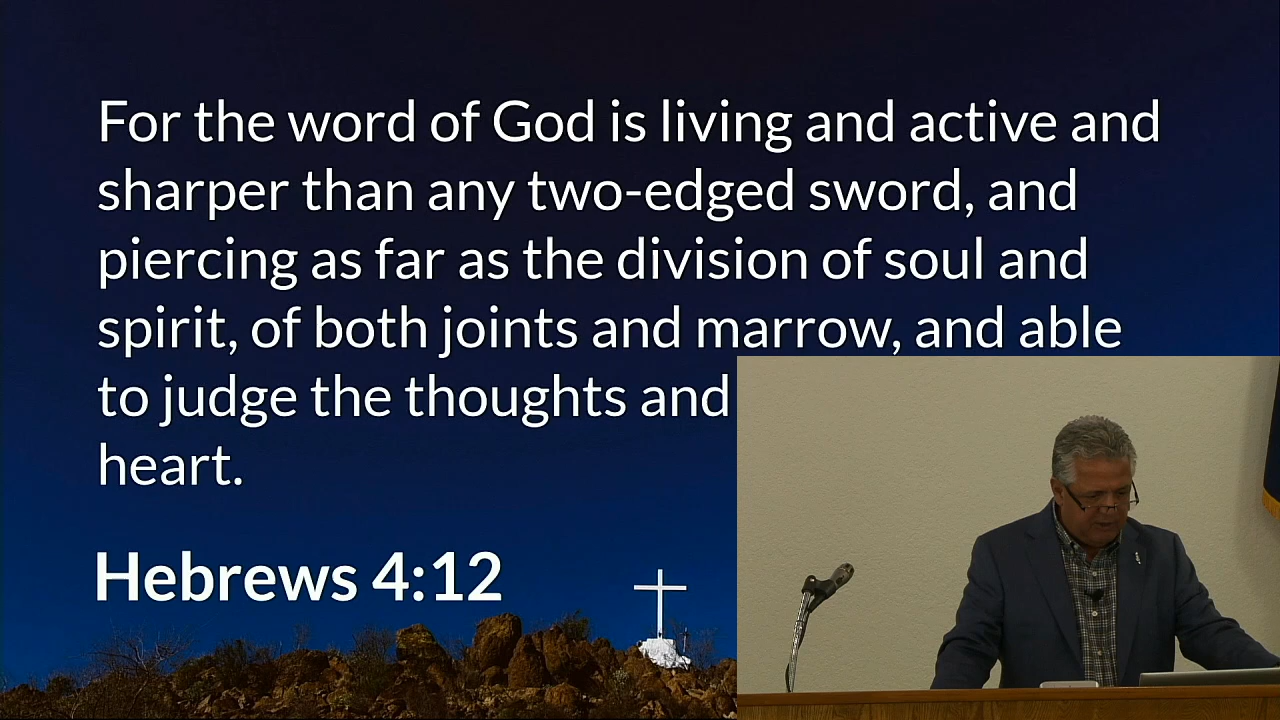 For the word of God is living and active and
sharper than any two-edged sword, and
piercing as far as the division of soul and
spirit, of both joints and marrow, and able
to judge the thoughts and
heart.
Hebrews 4:12